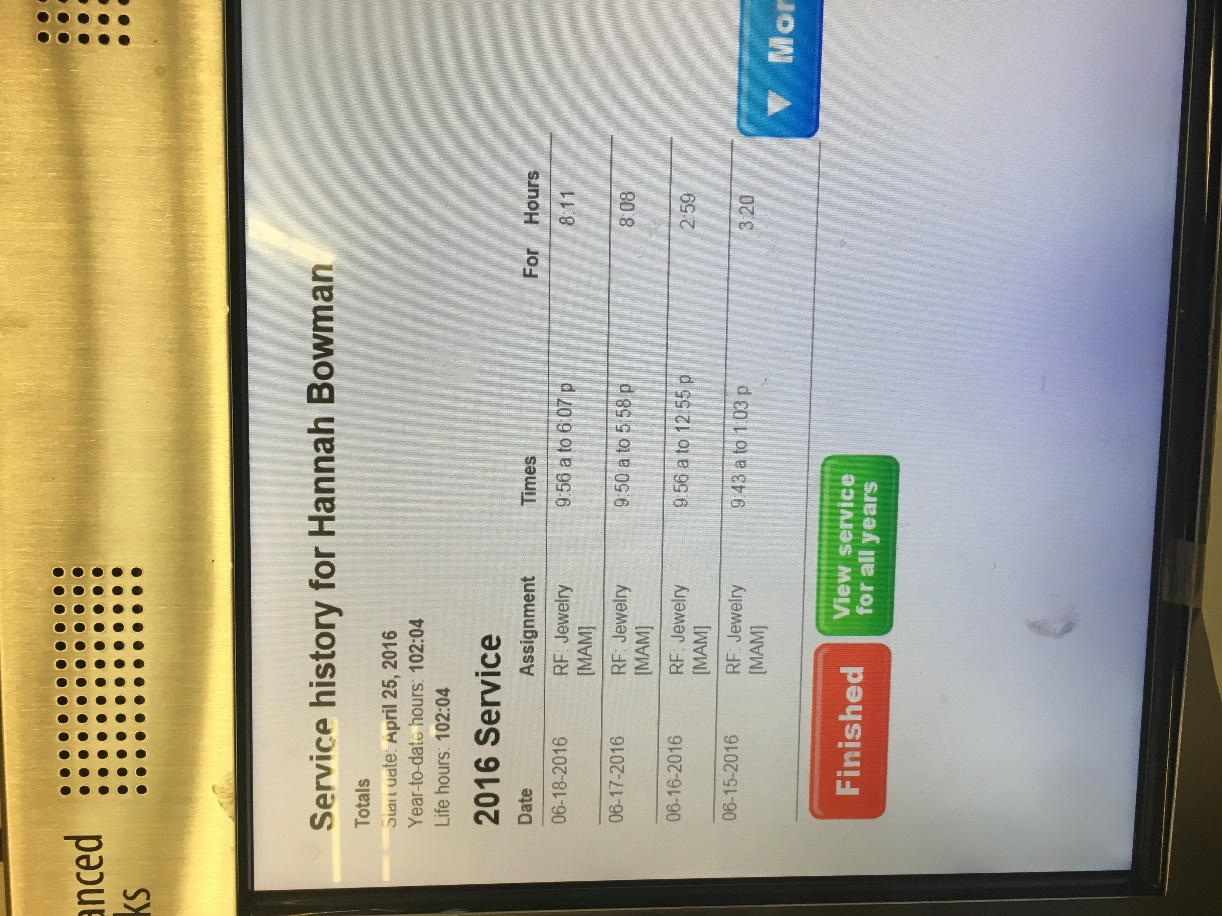 anced
ks
Service history for Hannah Bowman
Totals
Start date: April 25, 2016
Year-to-date hours: 102:04
Life hours: 102:04
2016 Service
Date Assignment Times For Hours
06-18-2016 RF: Jewelry [MAM] 9:56 a to 6:07 p 8:11
06-17-2016 RF: Jewelry [MAM] 9:50 a to 5:58 p 8:08
06-16-2016 RF: Jewelry [MAM] 9:56 a to 12:55 p 2:59
06-15-2016 RF: Jewelry [MAM] 9:43 a to 1:03 p 3:20
Finished
View service
for all years
▼ Mor